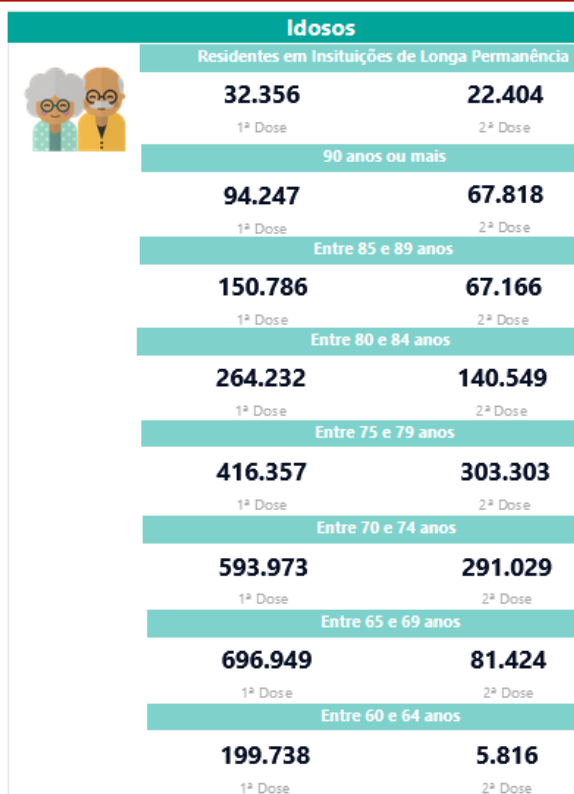 Idosos
Residentes em Insituições de Longa Permanência
32.356 22.404
1ª Dose 2ª Dose
90 anos ou mais
94.247 67.818
1ª Dose 2ª Dose
Entre 85 e 89 anos
150.786 67.166
1ª Dose 2ª Dose
Entre 80 e 84 anos
264.232 140.549
1ª Dose 2ª Dose
Entre 75 e 79 anos
416.357 303.303
1ª Dose 2ª Dose
Entre 70 e 74 anos
593.973 291.029
1ª Dose 2ª Dose
Entre 65 e 69 anos
696.949 81.424
1ª Dose 2ª Dose
Entre 60 e 64 anos
199.738 5.816
1ª Dose 2ª Dose